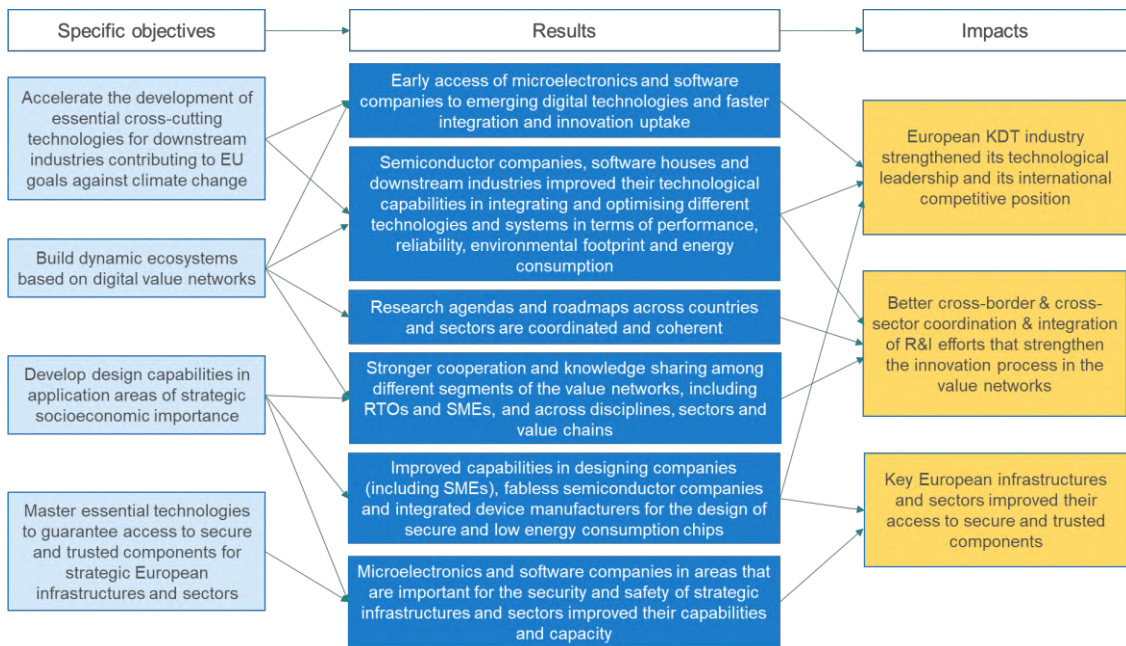 Specific objectives
Results
Impacts
Accelerate the development of
essential cross-cutting
technologies for downstream
industries contributing to EU
goals against climate change
Build dynamic ecosystems
based on digital value networks
Develop design capabilities in
application areas of strategic
socioeconomic importance
Master essential technologies
to guarantee access to secure
and trusted components for
strategic European
infrastructures and sectors
Early access of microelectronics and software
companies to emerging digital technologies and faster
integration and innovation uptake
Semiconductor companies, software houses and
downstream industries improved their technological
capabilities in integrating and optimising different
technologies and systems in terms of performance,
reliability, environmental footprint and energy
consumption
Research agendas and roadmaps across countries
and sectors are coordinated and coherent
Stronger cooperation and knowledge sharing among
different segments of the value networks, including
RTOs and SMEs, and across disciplines, sectors and
value chains
Improved capabilities in designing companies
(including SMEs), fabless semiconductor companies
and integrated device manufacturers for the design of
secure and low energy consumption chips
Microelectronics and software companies in areas that
are important for the security and safety of strategic
infrastructures and sectors improved their capabilities
and capacity
European KDT industry
strengthened its technological
leadership and its international
competitive position
Better cross-border & cross-
sector coordination & integration
of R&I efforts that strengthen
the innovation process in the
value networks
Key European infrastructures
and sectors improved their
access to secure and trusted
components